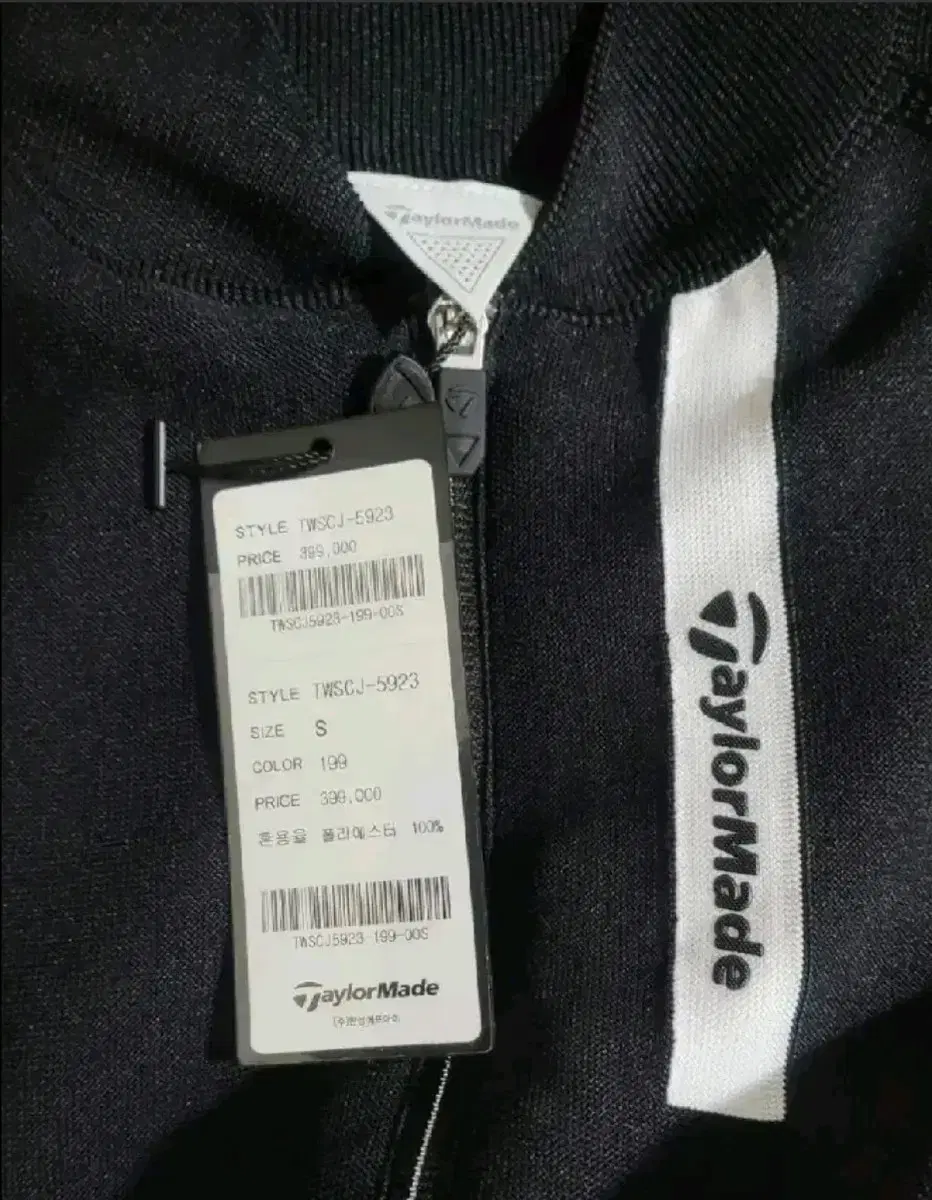 TaylorMade
STYLE TWSCJ-5923
PRICE 399,000
TWSCJ5923-199-00S
STYLE TWSCJ-5923
SIZE S
COLOR 199
PRICE 399,000
혼용율 폴리에스터 100%
TWSCJ5923-199-00S
TaylorMade
TaylorMade